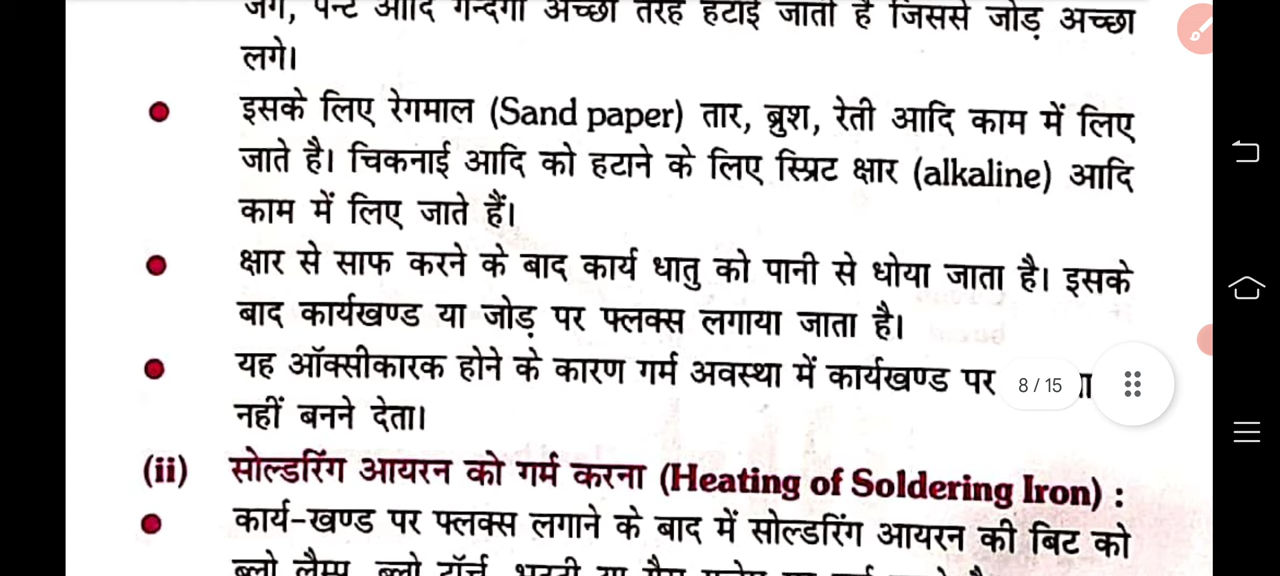 जंग, पेन्ट आदि गन्दगी अच्छी तरह हटाई जाती है जिससे जोड़ अच्छा
लगे।
इसके लिए रेगमाल (Sand paper) तार, ब्रुश, रेती आदि काम में लिए
जाते है। चिकनाई आदि को हटाने के लिए स्प्रिट क्षार (alkaline) आदि
काम में लिए जाते हैं।
क्षार से साफ करने के बाद कार्य धातु को पानी से धोया जाता है। इसके
बाद कार्यखण्ड या जोड़ पर फ्लक्स लगाया जाता है।
यह ऑक्सीकारक होने के कारण गर्म अवस्था में कार्यखण्ड पर
8 / 15
नहीं बनने देता।
(ii) सोल्डरिंग आयरन को गर्म करना (Heating of Soldering Iron) :
कार्य-खण्ड पर फ्लक्स लगाने के बाद में सोल्डरिंग आयरन की बिट को
ब्लो लैम्प, ब्लो टॉर्च, भट्टी या गैस